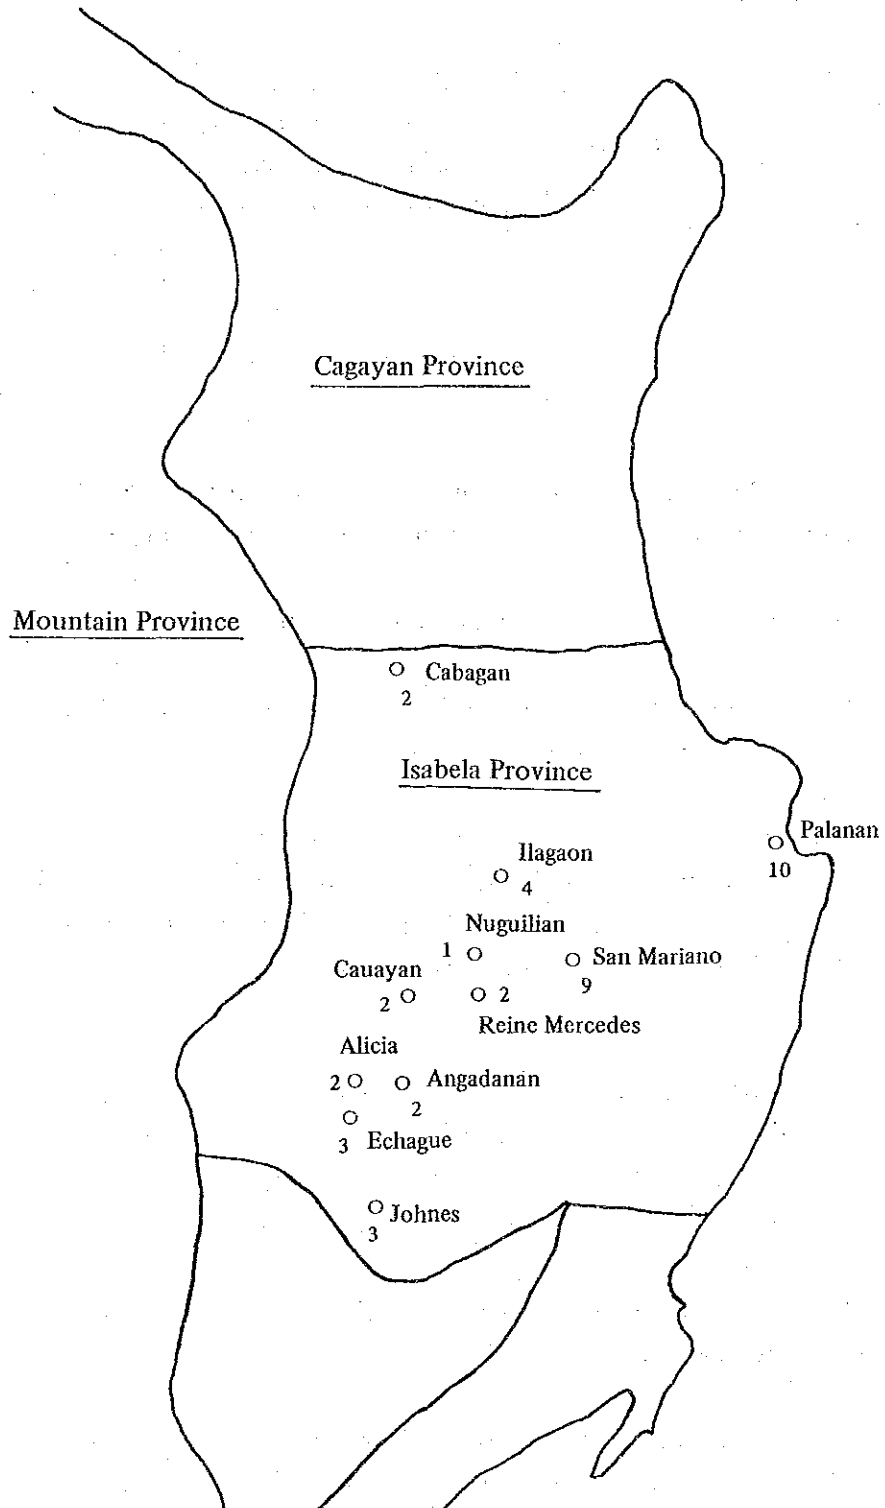 Cagayan Province
Mountain Province
Cabagan
2
Isabela Province
Palanan
10
Ilagaon
4
Nuguilian
1
San Mariano
9
Cauayan
2
2
Reine Mercedes
Alicia
2
Angadanan
2
3 Echague
Johnes
3